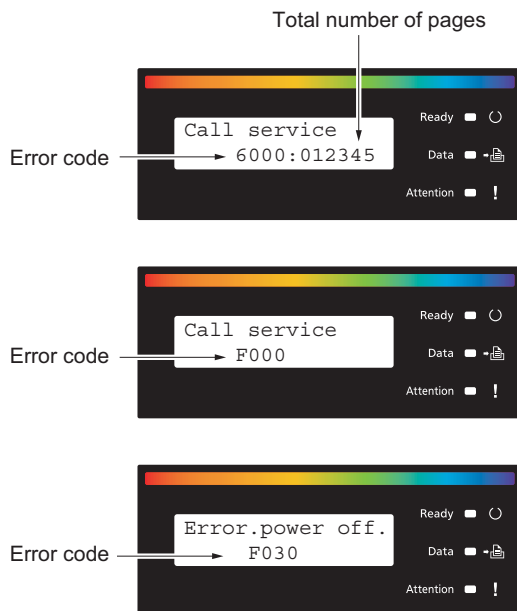 Total number of pages
Ready
Call service
Error code
6000:012345
Data
Attention
Ready
Call service
Error code
F000
Data
Attention
Ready
Error.power off.
Error code
F030
Data
Attention